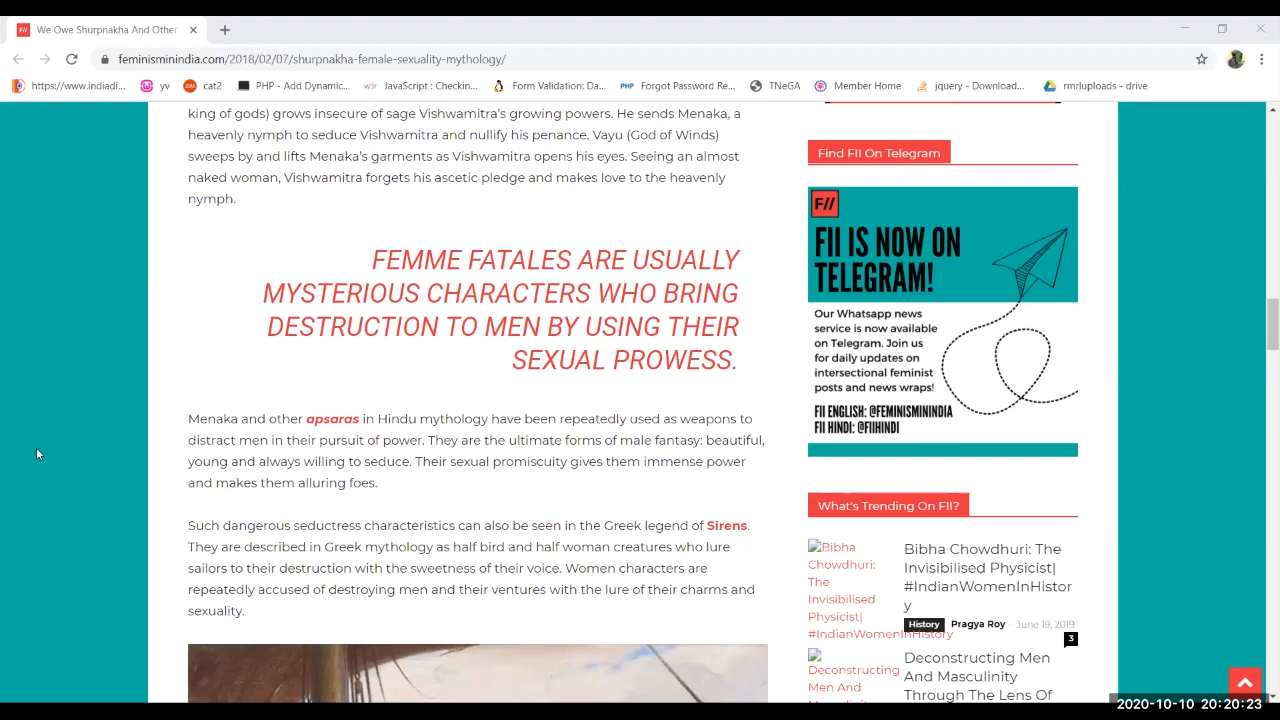 We Owe Shurpnakha And Other
feminisminindia.com/2018/02/07/shurpnakha-female-sexuality-mythology/
https://www.indiadi...
yv
cat2
PHP - Add Dynamic...
JavaScript : Checkin...
Form Validation: Da...
Forgot Password Re...
TNeGA
Member Home
jquery - Download...
rmrluploads - drive
king of gods) grows insecure of sage Vishwamitra's growing powers. He sends Menaka, a
heavenly nymph to seduce Vishwamitra and nullify his penance. Vayu (God of Winds)
sweeps by and lifts Menaka's garments as Vishwamitra opens his eyes. Seeing an almost
naked woman, Vishwamitra forgets his ascetic pledge and makes love to the heavenly
nymph.
FEMME FATALES ARE USUALLY
MYSTERIOUS CHARACTERS WHO BRING
DESTRUCTION TO MEN BY USING THEIR
SEXUAL PROWESS.
Menaka and other apsaras in Hindu mythology have been repeatedly used as weapons to
distract men in their pursuit of power. They are the ultimate forms of male fantasy: beautiful,
young and always willing to seduce. Their sexual promiscuity gives them immense power
and makes them alluring foes.
Such dangerous seductress characteristics can also be seen in the Greek legend of Sirens.
They are described in Greek mythology as half bird and half woman creatures who lure
sailors to their destruction with the sweetness of their voice. Women characters are
repeatedly accused of destroying men and their ventures with the lure of their charms and
sexuality.
Find FII On Telegram
F//
FII IS NOW ON
TELEGRAM!
Our Whatsapp news
service is now available
on Telegram. Join us
for daily updates on
intersectional feminist
posts and news wraps!
FII ENGLISH: @FEMINISMININDIA
FII HINDI: @FIIHINDI
What's Trending On FII?
Bibha
Chowdhuri:
The
Invisibilised
Physicist|
#IndianWomenInHistory
Bibha Chowdhuri: The
Invisibilised Physicist|
#IndianWomenInHistor
y
History Pragya Roy - June 19, 2019
3
Deconstructing
Men And
Deconstructing Men
And Masculinity
Through The Lens Of
2020-10-10 20:20:23